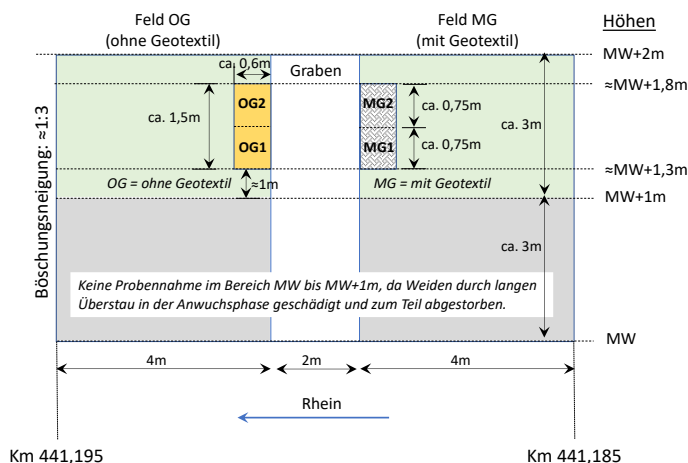 Feld OG
(ohne Geotextil)
Feld MG
(mit Geotextil)
Höhen
MW+2m
ca. 0,6m
Graben
≈MW+1,8m
OG2
MG2
ca. 0,75m
ca. 1,5m
ca. 3m
OG1
MG1
ca. 0,75m
≈MW+1,3m
OG = ohne Geotextil
≈1m
MG = mit Geotextil
MW+1m
Böschungsneigung: ≈1:3
ca. 3m
Keine Probennahme im Bereich MW bis MW+1m, da Weiden durch langen
Überstau in der Anwuchsphase geschädigt und zum Teil abgestorben.
MW
4m
2m
4m
Rhein
Km 441,195
Km 441,185